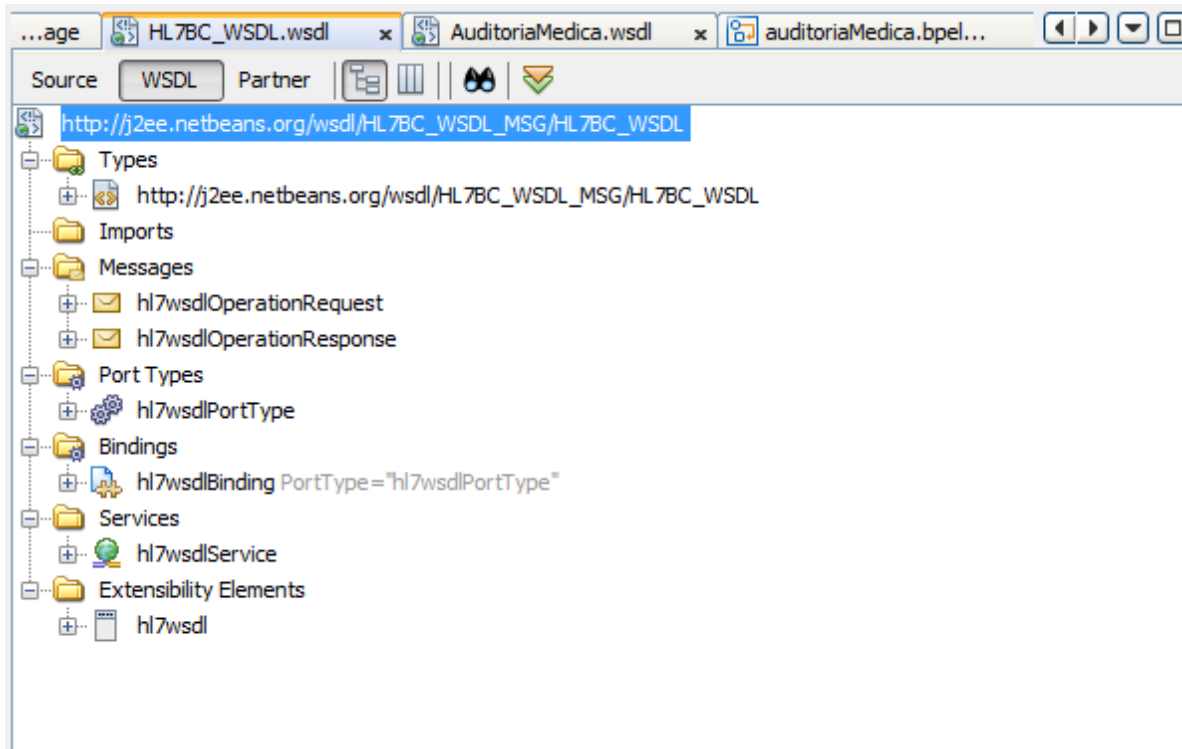 ...age HL7BC_WSDL.wsdl x AuditoriaMedica.wsdl x auditoriaMedica.bpel...
Source WSDL Partner
http://j2ee.netbeans.org/wsdl/HL7BC_WSDL_MSG/HL7BC_WSDL
Types
http://j2ee.netbeans.org/wsdl/HL7BC_WSDL_MSG/HL7BC_WSDL
Imports
Messages
hl7wsdlOperationRequest
hl7wsdlOperationResponse
Port Types
hl7wsdlPortType
Bindings
hl7wsdlBinding PortType="hl7wsdlPortType"
Services
hl7wsdlService
Extensibility Elements
hl7wsdl